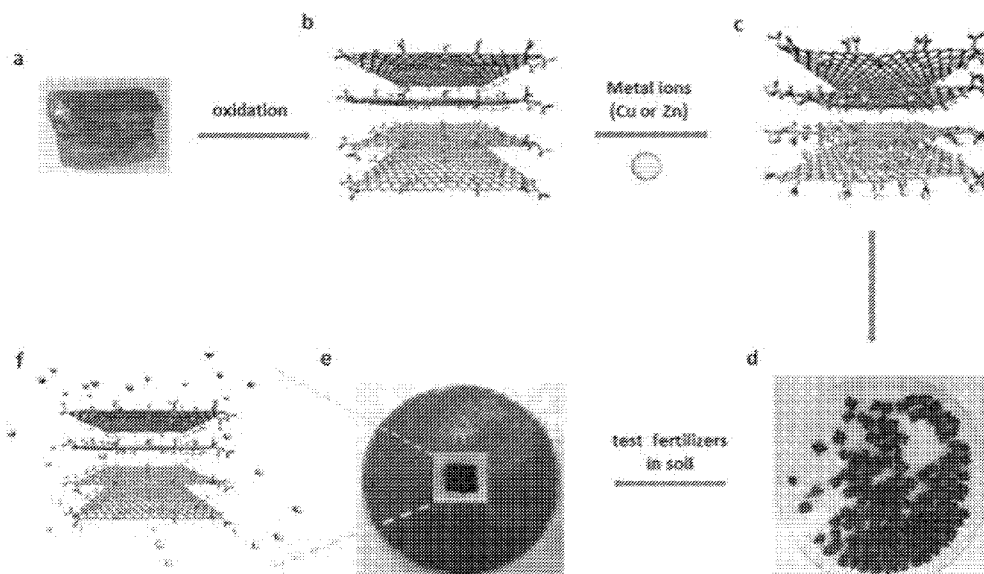 a
oxidation
b
Metal ions
(Cu or Zn)
c
f
e
test fertilizers
in soil
d